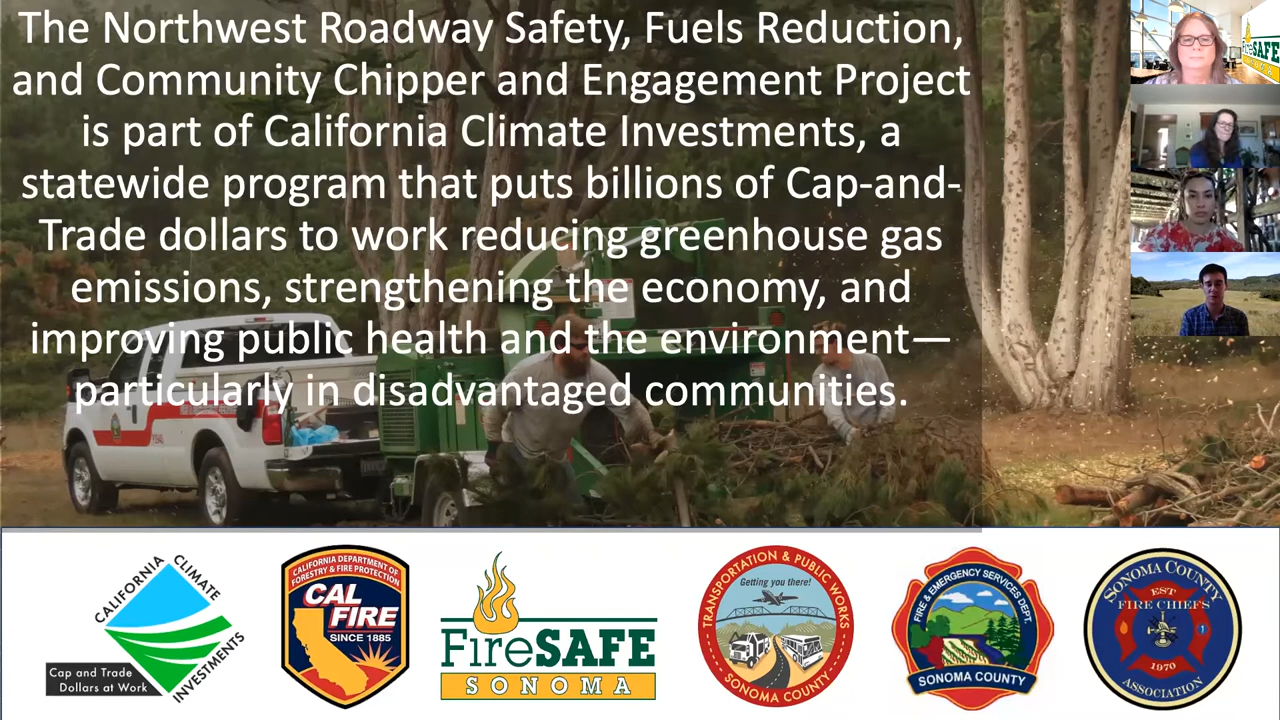 The Northwest Roadway Safety, Fuels Reduction,
and Community Chipper and Engagement Project
is part of California Climate Investments, a
statewide program that puts billions of Cap-and-
Trade dollars to work reducing greenhouse gas
emissions, strengthening the economy, and
improving public health and the environment—
particularly in disadvantaged communities.
FireSAFE
SONOMA
CALIFORNIA CLIMATE INVESTMENTS
Cap and Trade
Dollars at Work
CALIFORNIA DEPARTMENT OF
FORESTRY & FIRE PROTECTION
CAL
FIRE
SINCE 1885
FireSAFE
SONOMA
TRANSPORTATION & PUBLIC WORKS
Getting you there!
SONOMA COUNTY
FIRE & EMERGENCY SERVICES DEPT.
SONOMA COUNTY
SONOMA COUNTY
EST
FIRE CHIEFS'
1970
ASSOCIATION